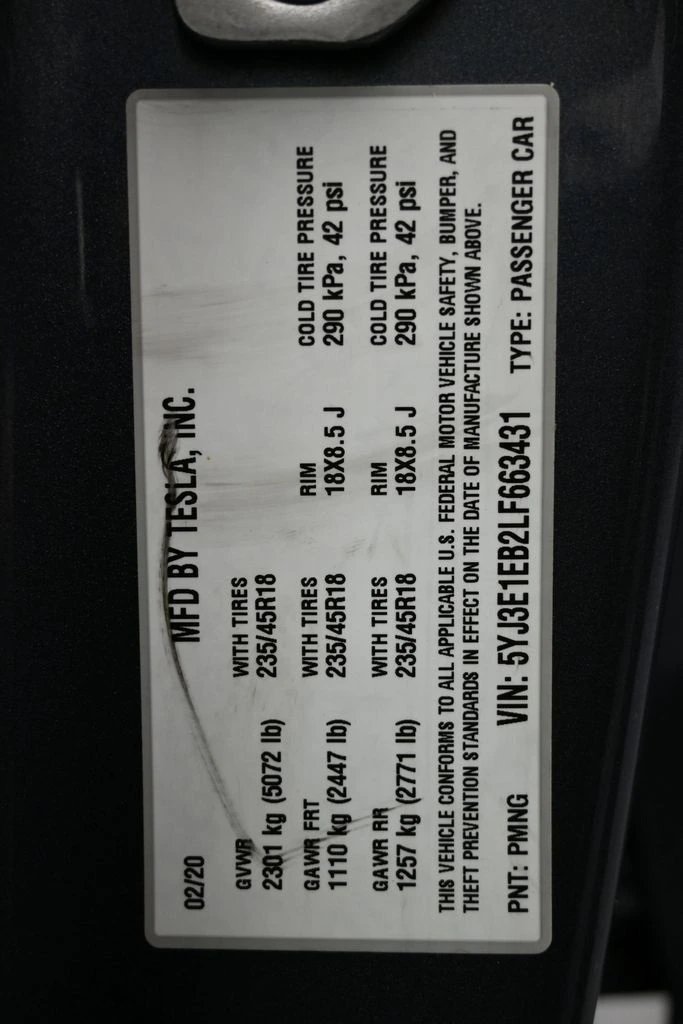 02/20 MFD BY TESLA, INC.
GVWR WITH TIRES
2301 kg (5072 lb) 235/45R18
GAWR FRT WITH TIRES RIM COLD TIRE PRESSURE
1110 kg (2447 lb) 235/45R18 18X8.5 J 290 kPa, 42 psi
GAWR RR WITH TIRES RIM COLD TIRE PRESSURE
1257 kg (2771 lb) 235/45R18 18X8.5 J 290 kPa, 42 psi
THIS VEHICLE CONFORMS TO ALL APPLICABLE U.S. FEDERAL MOTOR VEHICLE SAFETY, BUMPER, AND
THEFT PREVENTION STANDARDS IN EFFECT ON THE DATE OF MANUFACTURE SHOWN ABOVE.
PNT: PMNG VIN: 5YJ3E1EB2LF663431 TYPE: PASSENGER CAR